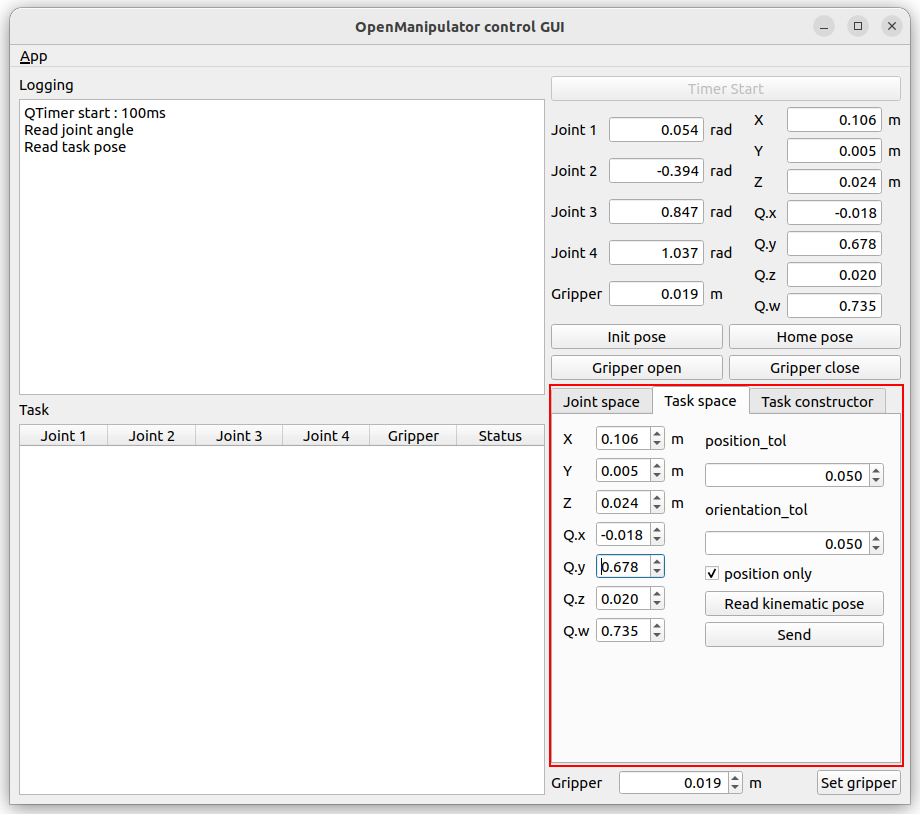 OpenManipulator control GUI
App
Logging
QTimer start : 100ms
Read joint angle
Read task pose
Timer Start
Joint 1 0.054 rad
Joint 2 -0.394 rad
Joint 3 0.847 rad
Joint 4 1.037 rad
Gripper 0.019 m
X 0.106 m
Y 0.005 m
Z 0.024 m
Q.x -0.018
Q.y 0.678
Q.z 0.020
Q.w 0.735
Init pose Home pose
Gripper open Gripper close
Task
Joint 1 Joint 2 Joint 3 Joint 4 Gripper Status
Joint space Task space Task constructor
X 0.106 m
Y 0.005 m
Z 0.024 m
Q.x -0.018
Q.y 0.678
Q.z 0.020
Q.w 0.735
position_tol
0.050
orientation_tol
0.050
position only
Read kinematic pose
Send
Gripper 0.019 m Set gripper